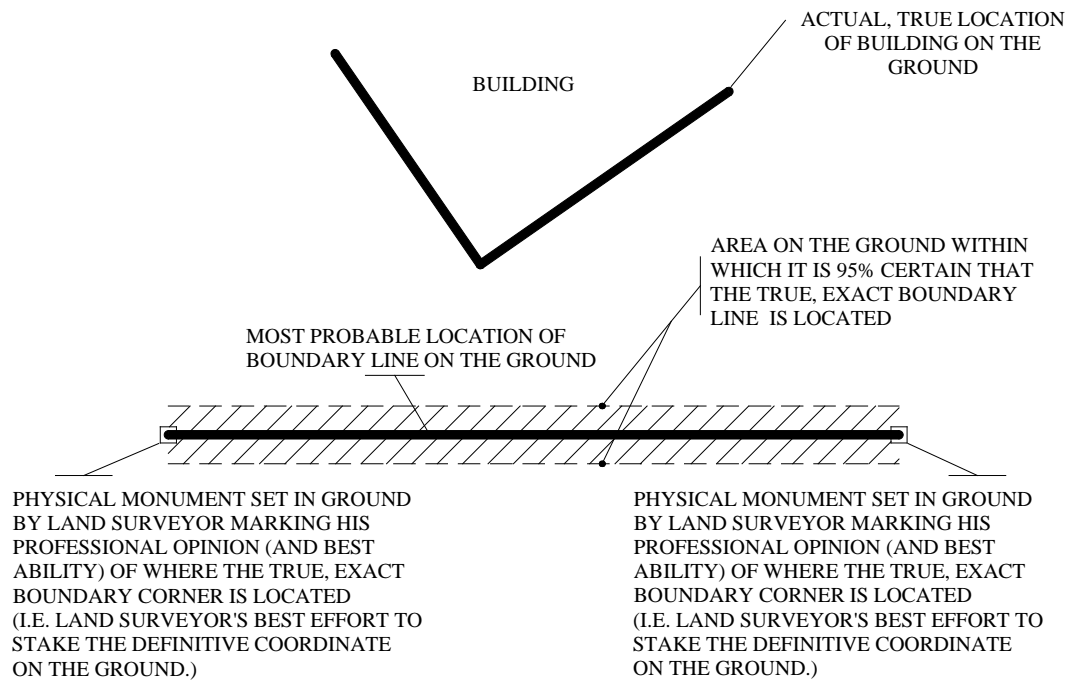 ACTUAL, TRUE LOCATION
OF BUILDING ON THE
GROUND
BUILDING
AREA ON THE GROUND WITHIN
WHICH IT IS 95% CERTAIN THAT
THE TRUE, EXACT BOUNDARY
LINE IS LOCATED
MOST PROBABLE LOCATION OF
BOUNDARY LINE ON THE GROUND
PHYSICAL MONUMENT SET IN GROUND
BY LAND SURVEYOR MARKING HIS
PROFESSIONAL OPINION (AND BEST
ABILITY) OF WHERE THE TRUE, EXACT
BOUNDARY CORNER IS LOCATED
(I.E. LAND SURVEYOR'S BEST EFFORT TO
STAKE THE DEFINITIVE COORDINATE
ON THE GROUND.)
PHYSICAL MONUMENT SET IN GROUND
BY LAND SURVEYOR MARKING HIS
PROFESSIONAL OPINION (AND BEST
ABILITY) OF WHERE THE TRUE, EXACT
BOUNDARY CORNER IS LOCATED
(I.E. LAND SURVEYOR'S BEST EFFORT TO
STAKE THE DEFINITIVE COORDINATE
ON THE GROUND.)